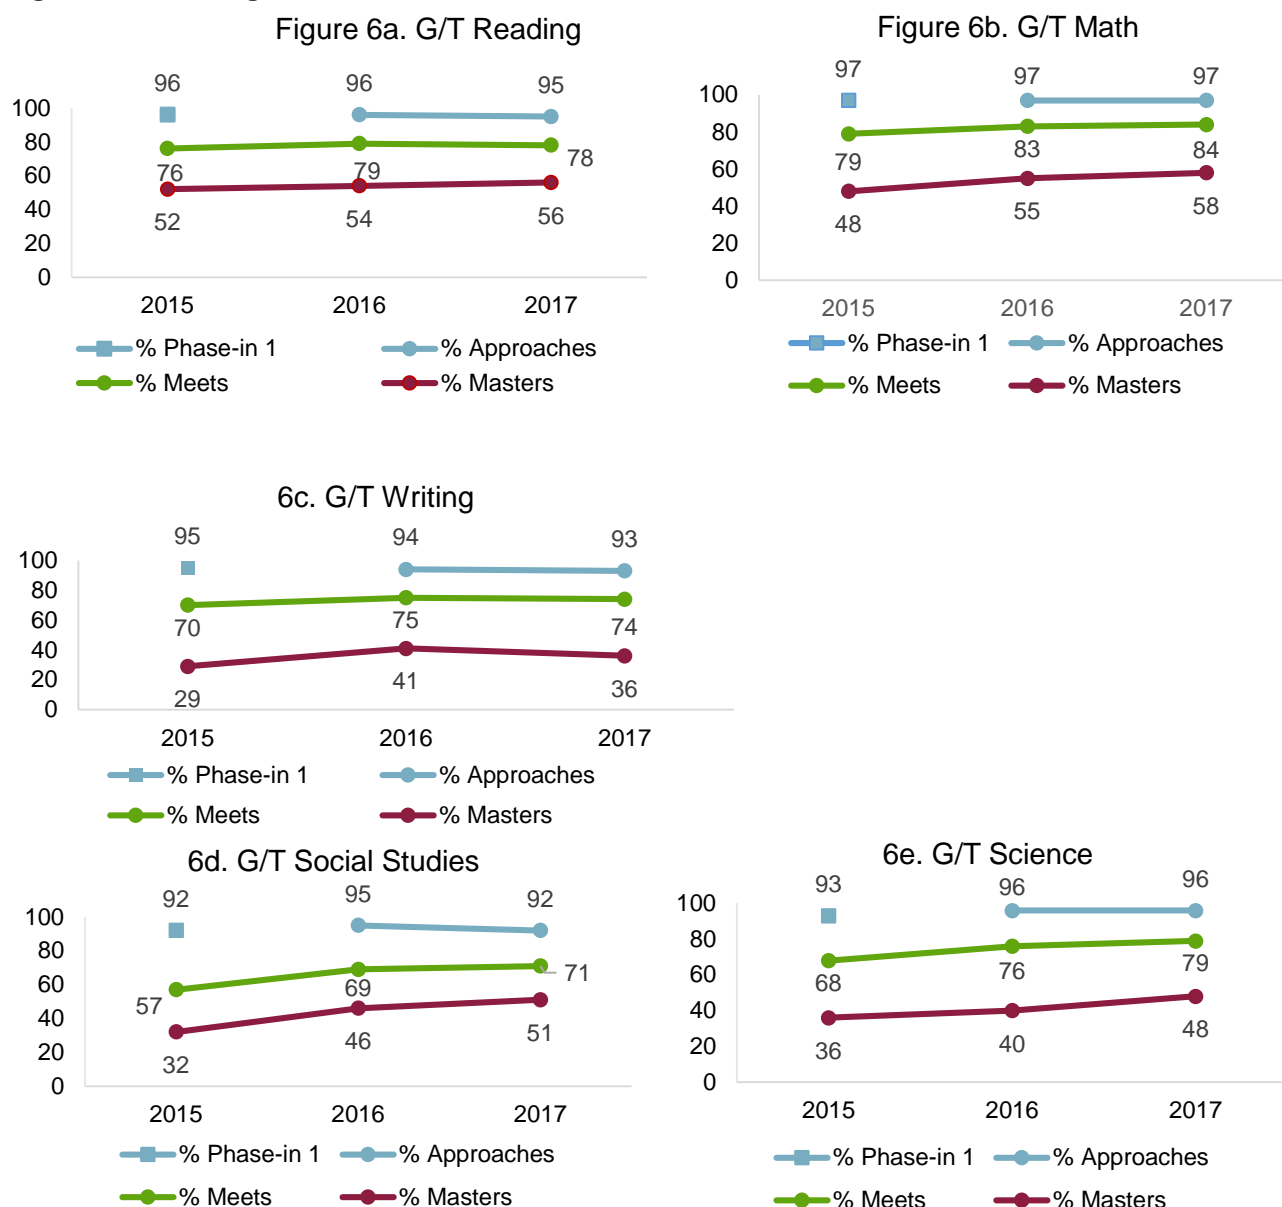 Figure 6a. G/T Reading
96 96 95
100
80
60
40
20
0
76 79 78
52 54 56
2015 2016 2017
% Phase-in 1 % Approaches
% Meets % Masters
Figure 6b. G/T Math
97 97 97
100
80
60
40
20
0
79 83 84
48 55 58
2015 2016 2017
% Phase-in 1 % Approaches
% Meets % Masters
6c. G/T Writing
95 94 93
100
80
60
40
20
0
70 75 74
29 41 36
2015 2016 2017
% Phase-in 1 % Approaches
% Meets % Masters
6d. G/T Social Studies
92 95 92
100
80
60
40
20
0
57 69 71
32 46 51
2015 2016 2017
% Phase-in 1 % Approaches
% Meets % Masters
6e. G/T Science
93 96 96
100
80
60
40
20
0
68 76 79
36 40 48
2015 2016 2017
% Phase-in 1 % Approaches
% Meets % Masters